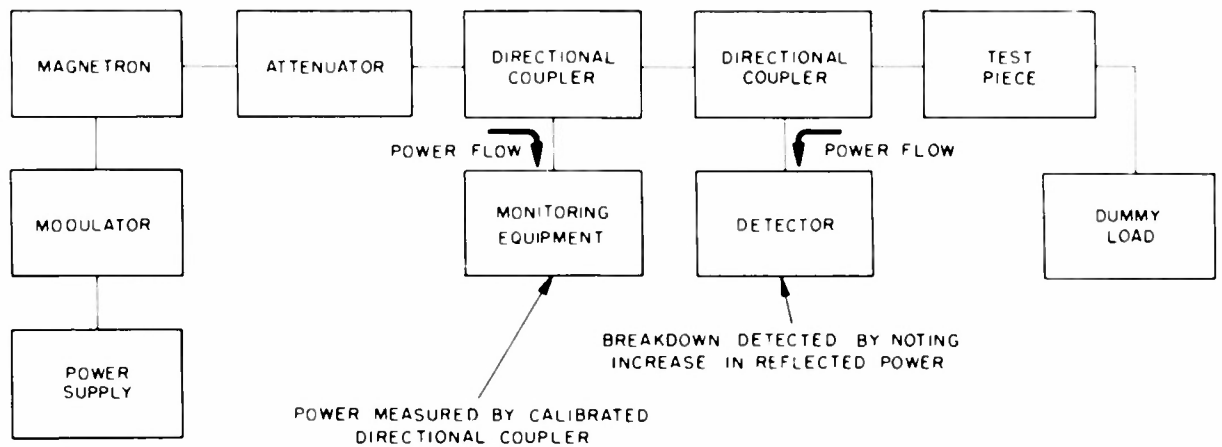 MAGNETRON
ATTENUATOR
DIRECTIONAL
COUPLER
DIRECTIONAL
COUPLER
TEST
PIECE
POWER FLOW
POWER FLOW
MODULATOR
MONITORING
EQUIPMENT
DETECTOR
DUMMY
LOAD
POWER
SUPPLY
BREAKDOWN DETECTED BY NOTING
INCREASE IN REFLECTED POWER
POWER MEASURED BY CALIBRATED
DIRECTIONAL COUPLER